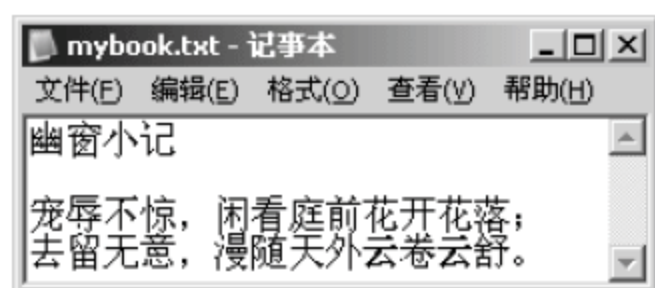 mybook.txt - 记事本
文件(F) 编辑(E) 格式(O) 查看(V) 帮助(H)
幽窗小记
宠辱不惊，闲看庭前花开花落；
去留无意，漫随天外云卷云舒。